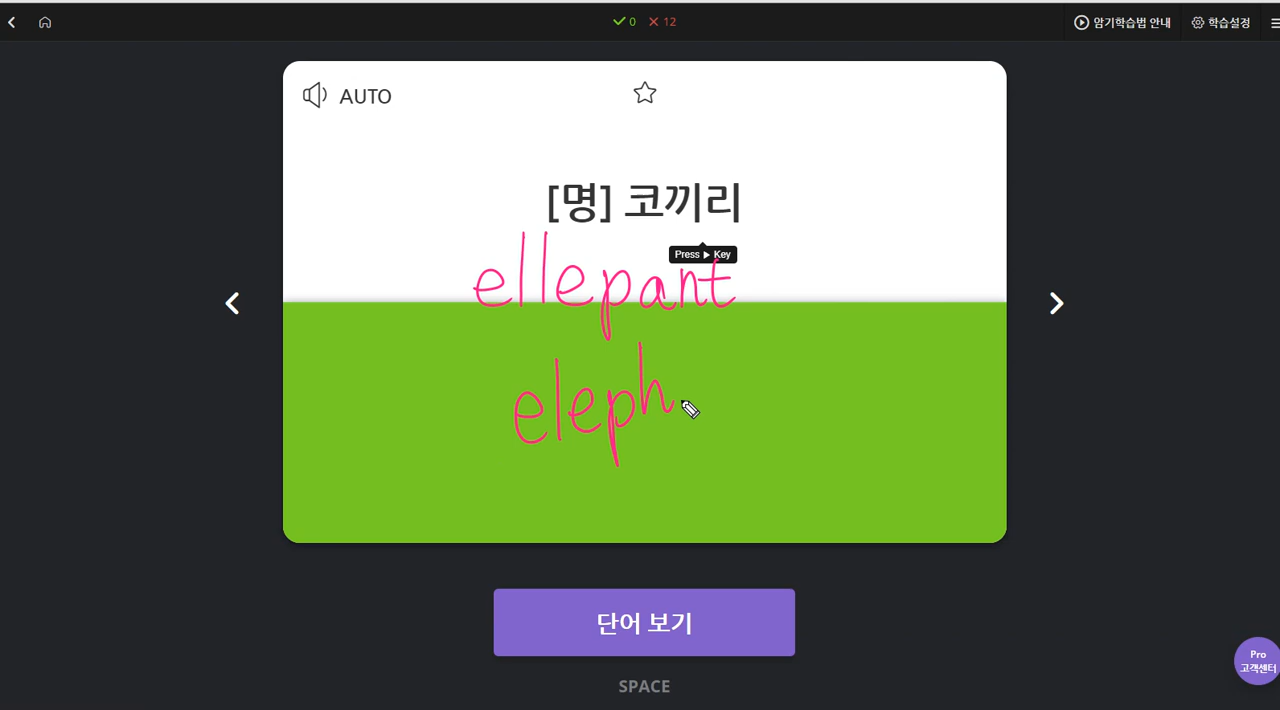 0 12 암기학습법 안내 학습설정
AUTO
[명] 코끼리
Press ▶ Key
ellepant
eleph
단어 보기
SPACE
Pro
고객센터